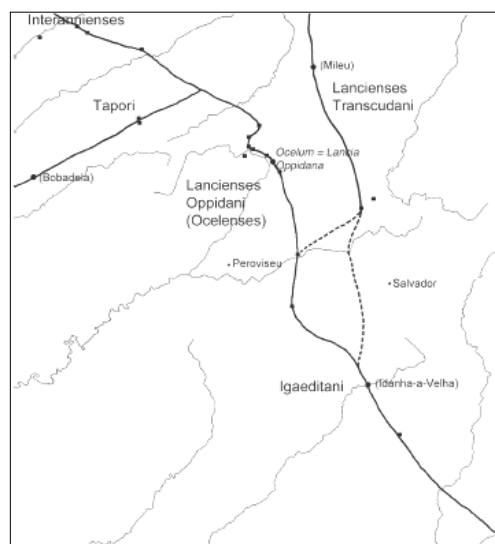 Interannienses
(Mileu)
Lancienses
Transcudani
Tapori
Ocelum = Lancia
Oppidana
(Bobadela)
Lancienses
Oppidani
(Ocelenses)
Peroviseu
Salvador
Igaeditani
(Idanha-a-Velha)